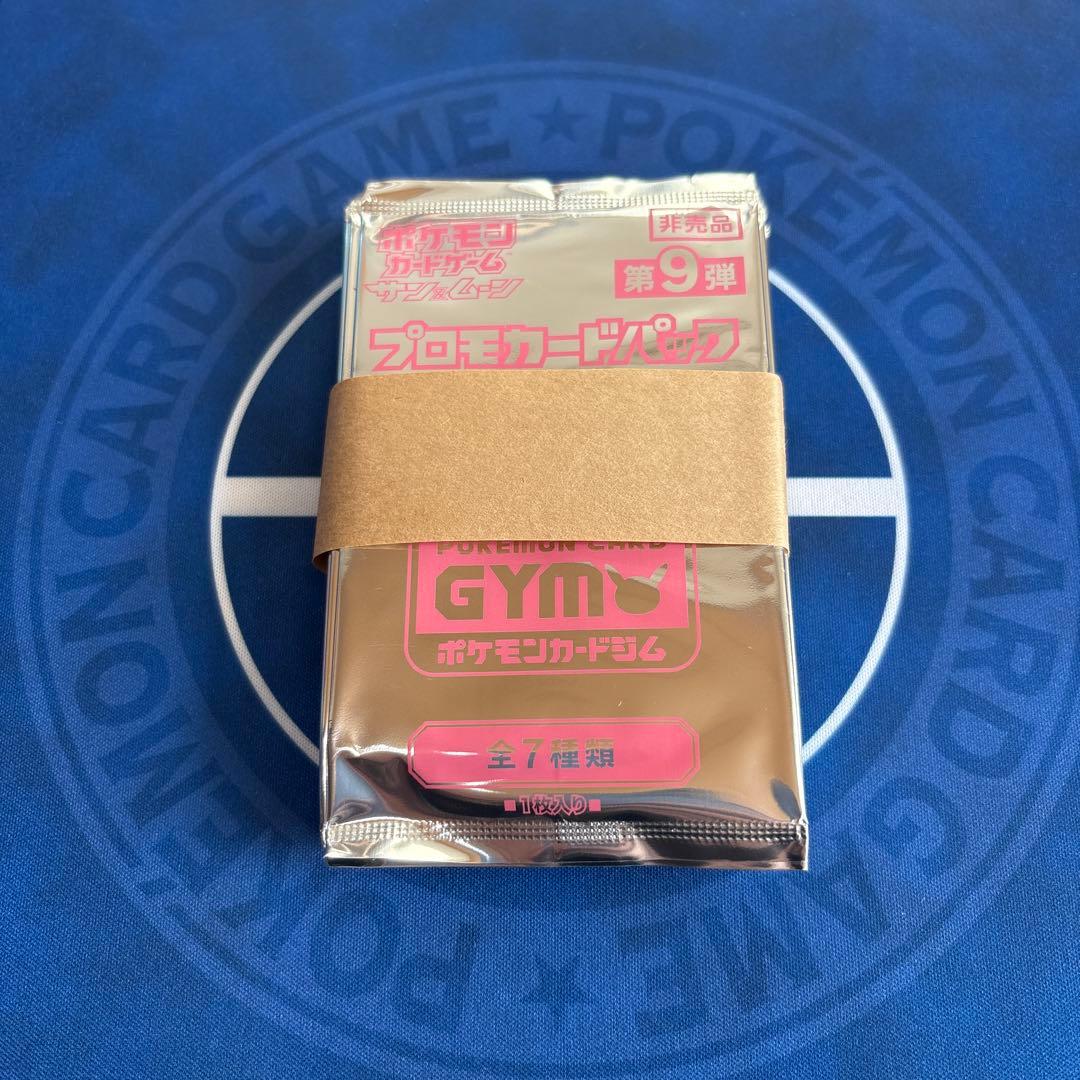 ポケモン
カードゲーム
サン&ムーン
非売品
第9弾
プロモカードパック
POKÉMON CARD
GYM
ポケモンカードジム
全7種類
■1枚入り■
POKÉMON CARD GAME ★ POKÉMON CARD GAME ★